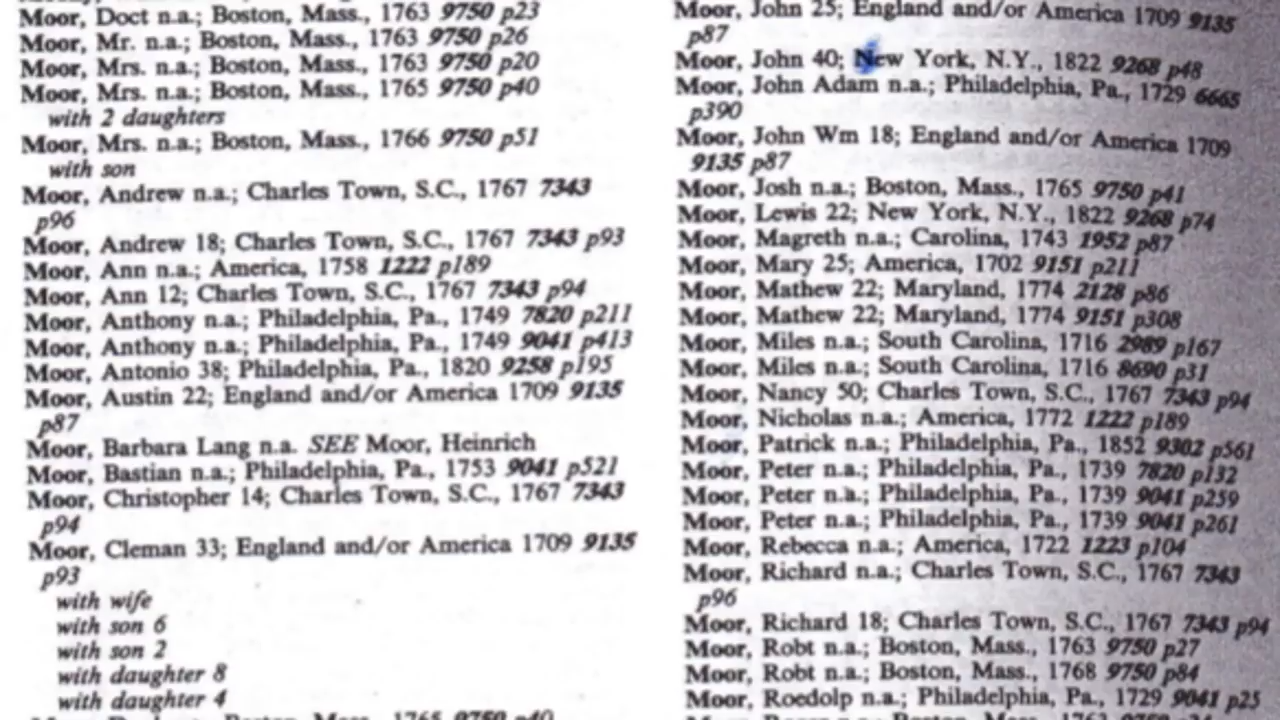 Moor, Doct n.a.; Boston, Mass., 1763 9750 p23
Moor, Mr. n.a.; Boston, Mass., 1763 9750 p26
Moor, Mrs. n.a.; Boston, Mass., 1763 9750 p20
Moor, Mrs. n.a.; Boston, Mass., 1765 9750 p40
with 2 daughters
Moor, Mrs. n.a.; Boston, Mass., 1766 9750 p51
with son
Moor, Andrew n.a.; Charles Town, S.C., 1767 7343
p96
Moor, Andrew 18; Charles Town, S.C., 1767 7343 p93
Moor, Ann n.a.; America, 1758 1222 p189
Moor, Ann 12; Charles Town, S.C., 1767 7343 p94
Moor, Anthony n.a.; Philadelphia, Pa., 1749 7820 p211
Moor, Anthony n.a.; Philadelphia, Pa., 1749 9041 p413
Moor, Antonio 38; Philadelphia, Pa., 1820 9258 p195
Moor, Austin 22; England and/or America 1709 9135
p87
Moor, Barbara Lang n.a. SEE Moor, Heinrich
Moor, Bastian n.a.; Philadelphia, Pa., 1753 9041 p521
Moor, Christopher 14; Charles Town, S.C., 1767 7343
p94
Moor, Cleman 33; England and/or America 1709 9135
p93
with wife
with son 6
with son 2
with daughter 8
with daughter 4
Boston, Mass., 1765 9750 p40
Moor, John 25; England and/or America 1709 9135
p87
Moor, John 40; New York, N.Y., 1822 9268 p48
Moor, John Adam n.a.; Philadelphia, Pa., 1729 6665
p390
Moor, John Wm 18; England and/or America 1709
9135 p87
Moor, Josh n.a.; Boston, Mass., 1765 9750 p41
Moor, Lewis 22; New York, N.Y., 1822 9268 p74
Moor, Magreth n.a.; Carolina, 1743 1952 p87
Moor, Mary 25; America, 1702 9151 p211
Moor, Mathew 22; Maryland, 1774 2128 p86
Moor, Mathew 22; Maryland, 1774 9151 p308
Moor, Miles n.a.; South Carolina, 1716 2989 p167
Moor, Miles n.a.; South Carolina, 1716 8690 p31
Moor, Nancy 50; Charles Town, S.C., 1767 7343 p94
Moor, Nicholas n.a.; America, 1772 1222 p189
Moor, Patrick n.a.; Philadelphia, Pa., 1852 9302 p561
Moor, Peter n.a.; Philadelphia, Pa., 1739 7820 p132
Moor, Peter n.a.; Philadelphia, Pa., 1739 9041 p259
Moor, Peter n.a.; Philadelphia, Pa., 1739 9041 p261
Moor, Rebecca n.a.; America, 1722 1223 p104
Moor, Richard n.a.; Charles Town, S.C., 1767 7343
p96
Moor, Richard 18; Charles Town, S.C., 1767 7343 p94
Moor, Robt n.a.; Boston, Mass., 1763 9750 p27
Moor, Robt n.a.; Boston, Mass., 1768 9750 p84
Moor, Roedolp n.a.; Philadelphia, Pa., 1729 9041 p25